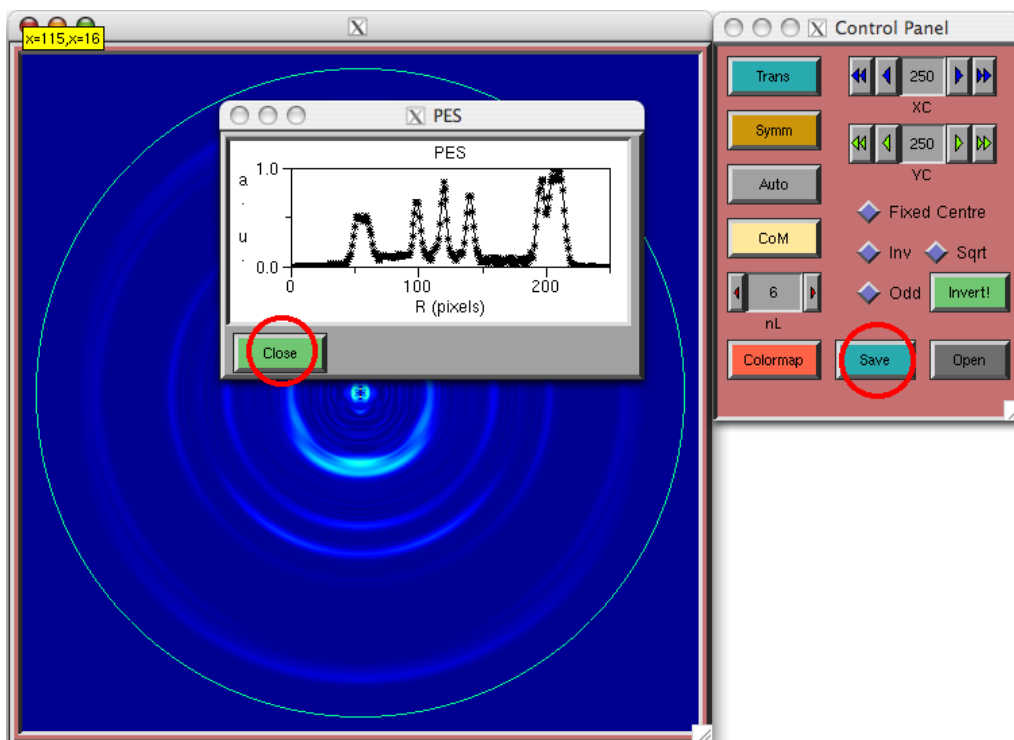 x=115,x=16
X
X PES
PES
1.0
a
.
u
.
0.0
0
100
200
R (pixels)
Close
X Control Panel
Trans
250
XC
Symm
250
YC
Auto
Fixed Centre
CoM
Inv
Sqrt
6
Odd
Invert!
nL
Colormap
Save
Open